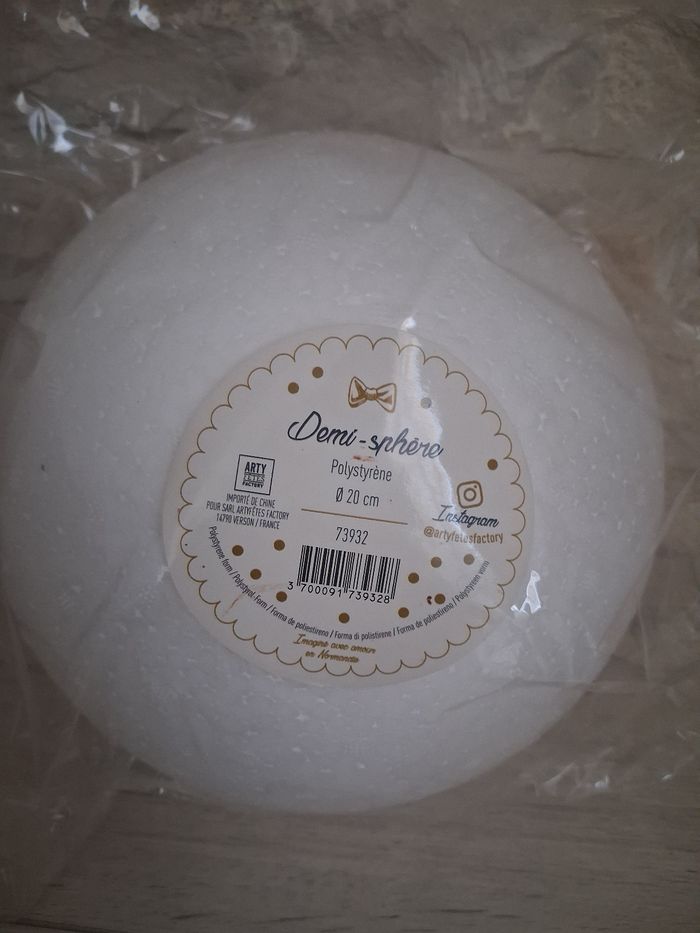 Demi-sphère
Polystyrène
Ø 20 cm
73932
3 700091 739328
ARTY
FÊTES
FACTORY
IMPORTÉ DE CHINE
POUR SARL ARTYFÊTES FACTORY
14790 VERSON / FRANCE
Instagram
@artyfetesfactory
Polystyrene form / Polystyrol-Form / Forma de poliestireno / Forma di polistirene / Forma de poliestireno / Polystyreen vorm
Imaginé avec amour
en Normandie